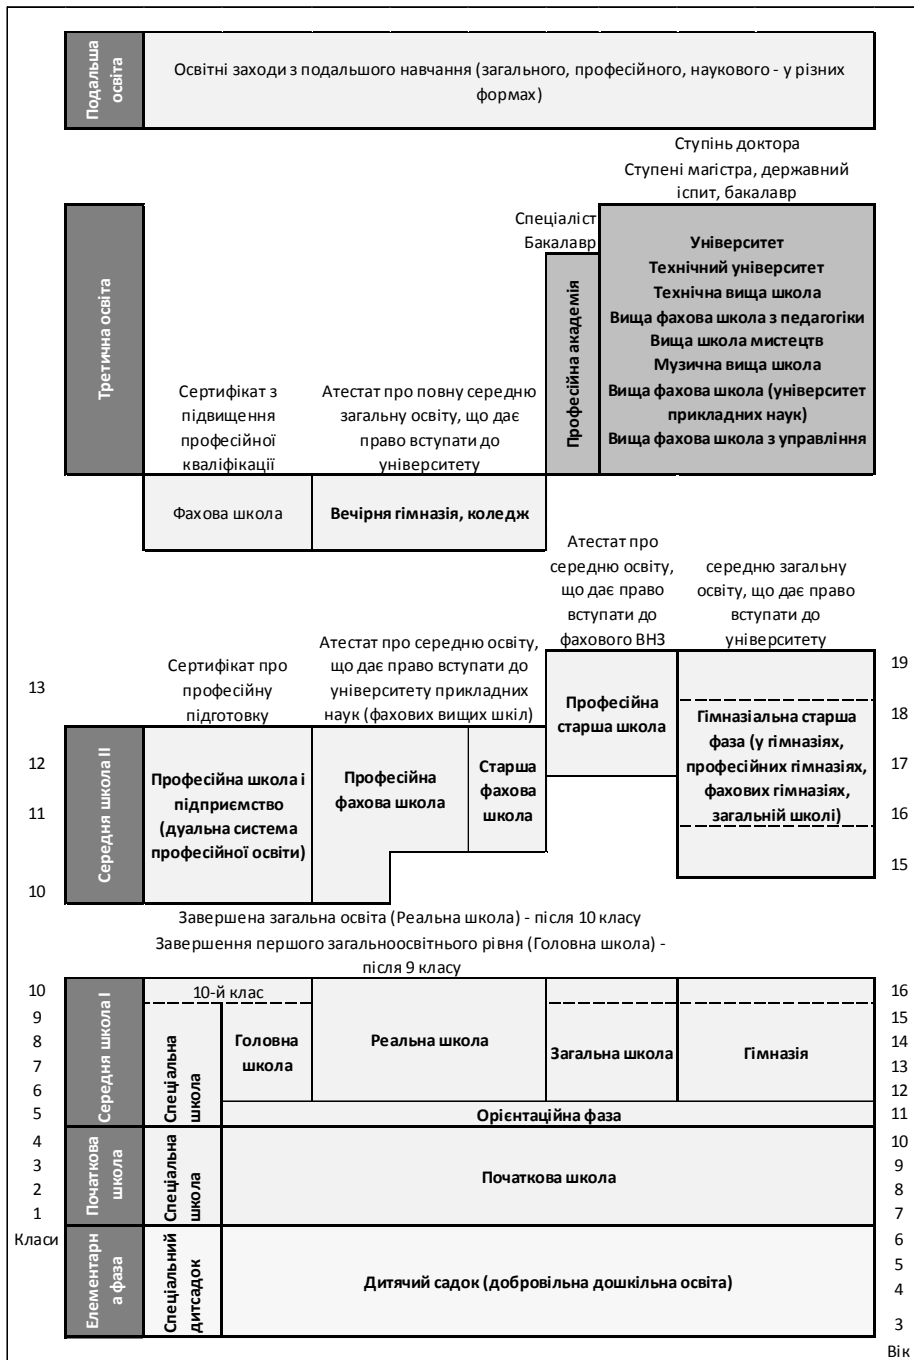 Подальша
освіта
Освітні заходи з подальшого навчання (загального, професійного, наукового - у різних
формах)
Ступінь доктора
Ступені магістра, державний
іспит, бакалавр
Спеціаліст
Бакалавр
Третична освіта
Професійна академія
Університет
Технічний університет
Технічна вища школа
Вища фахова школа з педагогіки
Вища школа мистецтв
Музична вища школа
Вища фахова школа (університет
прикладних наук)
Вища фахова школа з управління
Сертифікат з
підвищення
професійної
кваліфікації
Атестат про повну середню
загальну освіту, що дає
право вступати до
університету
Фахова школа
Вечірня гімназія, коледж
Атестат про
середню освіту,
що дає право
вступати до
фахового ВНЗ
середню загальну
освіту, що дає право
вступати до
університету
Сертифікат про
професійну
підготовку
Атестат про середню освіту,
що дає право вступати до
університету прикладних
наук (фахових вищих шкіл)
13
12
11
10
Середня школа II
Професійна школа і
підприємство
(дуальна система
професійної освіти)
Професійна
фахова школа
Старша
фахова
школа
Професійна
старша школа
Гімназіальна старша
фаза (у гімназіях,
професійних гімназіях,
фахових гімназіях,
загальній школі)
19
18
17
16
15
Завершена загальна освіта (Реальна школа) - після 10 класу
Завершення першого загальноосвітнього рівня (Головна школа) -
після 9 класу
10
9
8
7
6
5
Середня школа I
10-й клас
Спеціальна
школа
Головна
школа
Реальна школа
Загальна школа
Гімназія
Орієнтаційна фаза
16
15
14
13
12
11
4
3
2
1
Початкова
школа
Спеціальна
школа
Початкова школа
10
9
8
7
Класи
Елементарн
а фаза
Спеціальний
дитсадок
Дитячий садок (добровільна дошкільна освіта)
6
5
4
3
Вік